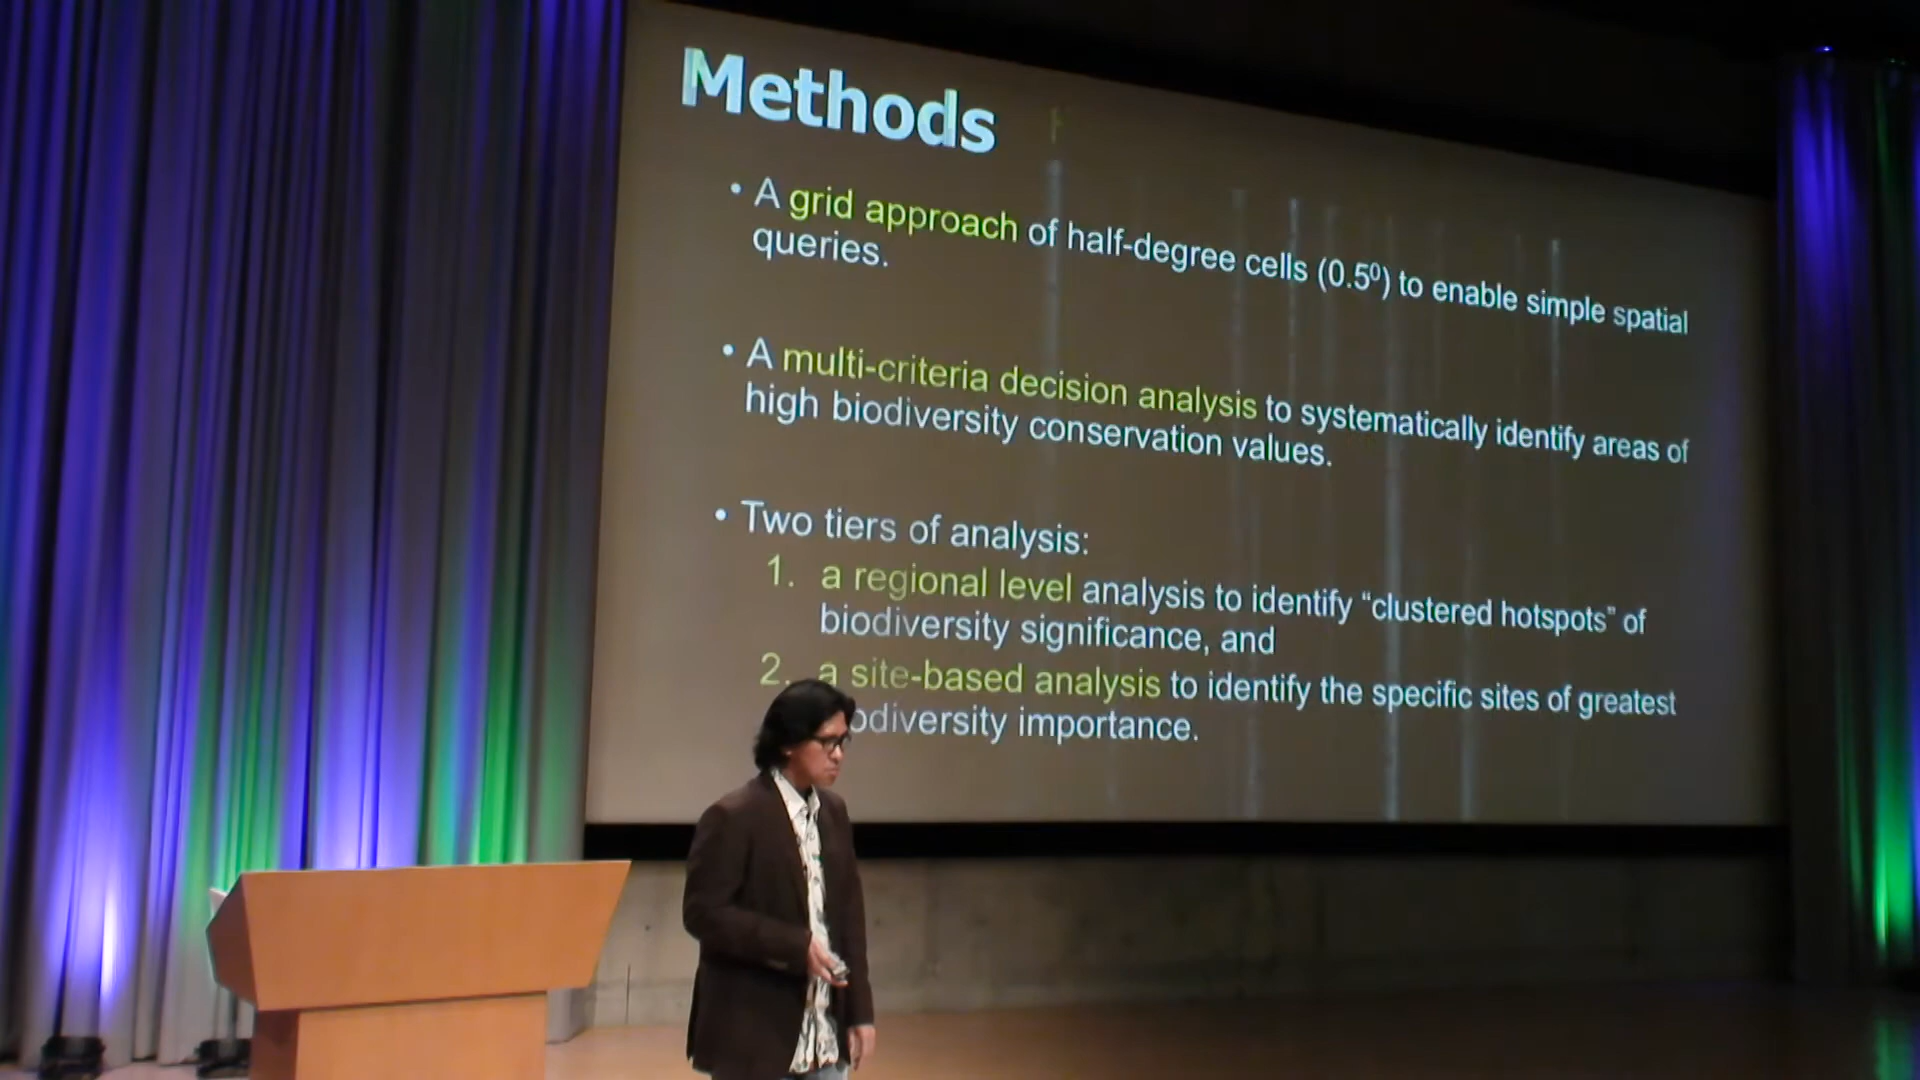 Methods
• A grid approach of half-degree cells (0.5⁰) to enable simple spatial
queries.
• A multi-criteria decision analysis to systematically identify areas of
high biodiversity conservation values.
• Two tiers of analysis:
1. a regional level analysis to identify “clustered hotspots” of
biodiversity significance, and
2. a site-based analysis to identify the specific sites of greatest
odiversity importance.